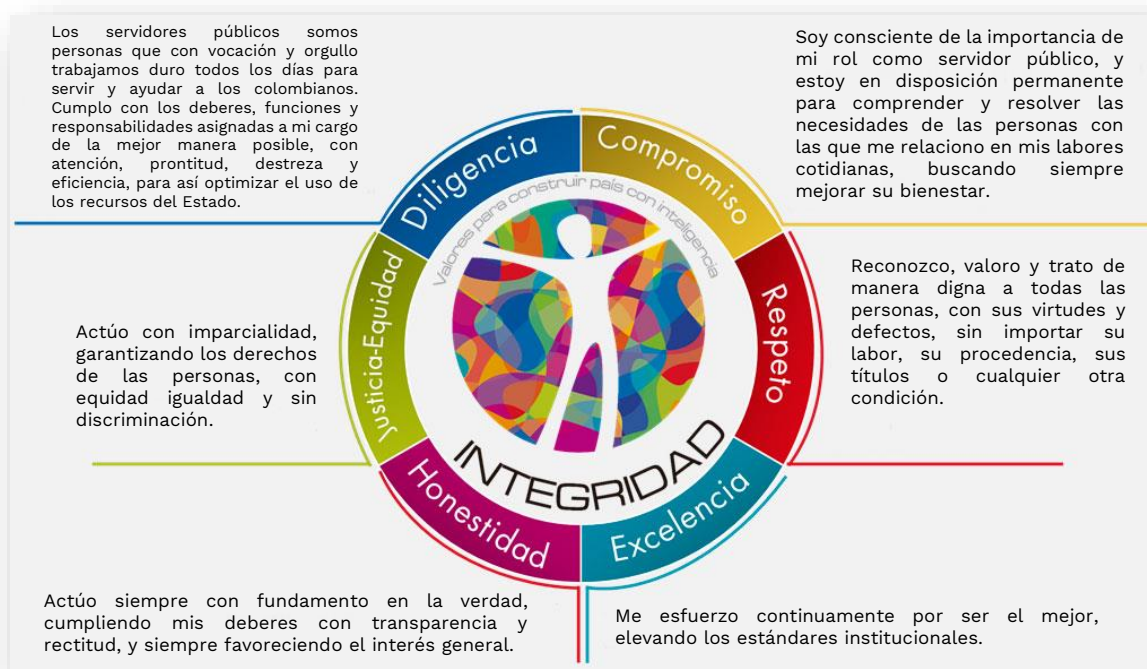 Los servidores públicos somos
personas que con vocación y orgullo
trabajamos duro todos los días para
servir y ayudar a los colombianos.
Cumplo con los deberes, funciones y
responsabilidades asignadas a mi cargo
de la mejor manera posible, con
atención, prontitud, destreza y
eficiencia, para así optimizar el uso de
los recursos del Estado.
Soy consciente de la importancia de
mi rol como servidor público, y
estoy en disposición permanente
para comprender y resolver las
necesidades de las personas con
las que me relaciono en mis labores
cotidianas, buscando siempre
mejorar su bienestar.
Diligencia
Compromiso
Valores para construir país con inteligencia
Justicia-Equidad
Respeto
Actúo con imparcialidad,
garantizando los derechos
de las personas, con
equidad igualdad y sin
discriminación.
Reconozco, valoro y trato de
manera digna a todas las
personas, con sus virtudes y
defectos, sin importar su
labor, su procedencia, sus
títulos o cualquier otra
condición.
INTEGRIDAD
Honestidad
Excelencia
Actúo siempre con fundamento en la verdad,
cumpliendo mis deberes con transparencia y
rectitud, y siempre favoreciendo el interés general.
Me esfuerzo continuamente por ser el mejor,
elevando los estándares institucionales.